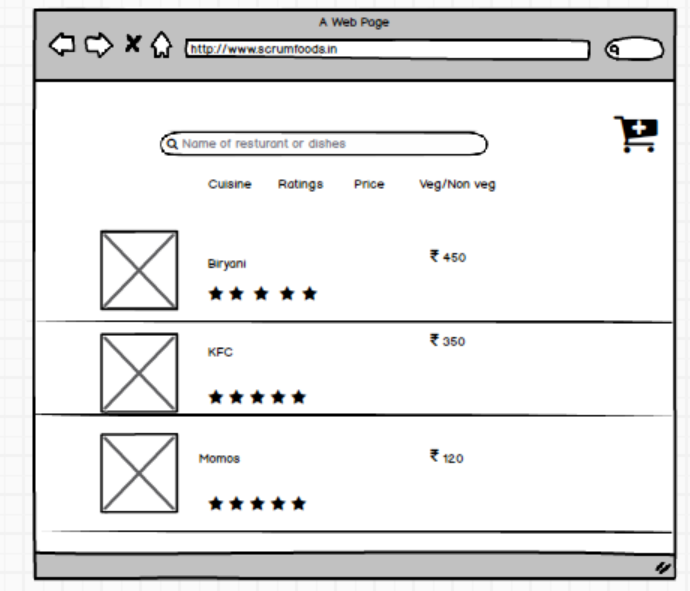 A Web Page
http://www.scrumfoods.in
Name of resturant or dishes
Cuisine Ratings Price Veg/Non veg
Biryani ₹ 450
KFC ₹ 350
Momos ₹ 120